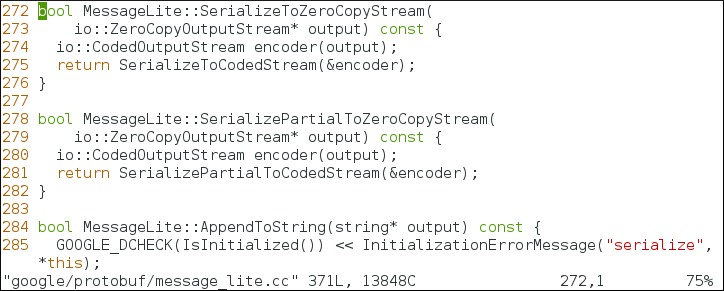 272 bool MessageLite::SerializeToZeroCopyStream(
273     io::ZeroCopyOutputStream* output) const {
274   io::CodedOutputStream encoder(output);
275   return SerializeToCodedStream(&encoder);
276 }
277
278 bool MessageLite::SerializePartialToZeroCopyStream(
279     io::ZeroCopyOutputStream* output) const {
280   io::CodedOutputStream encoder(output);
281   return SerializePartialToCodedStream(&encoder);
282 }
283
284 bool MessageLite::AppendToString(string* output) const {
285   GOOGLE_DCHECK(IsInitialized()) << InitializationErrorMessage("serialize",
    *this);
"google/protobuf/message_lite.cc" 371L, 13848C                272,1         75%